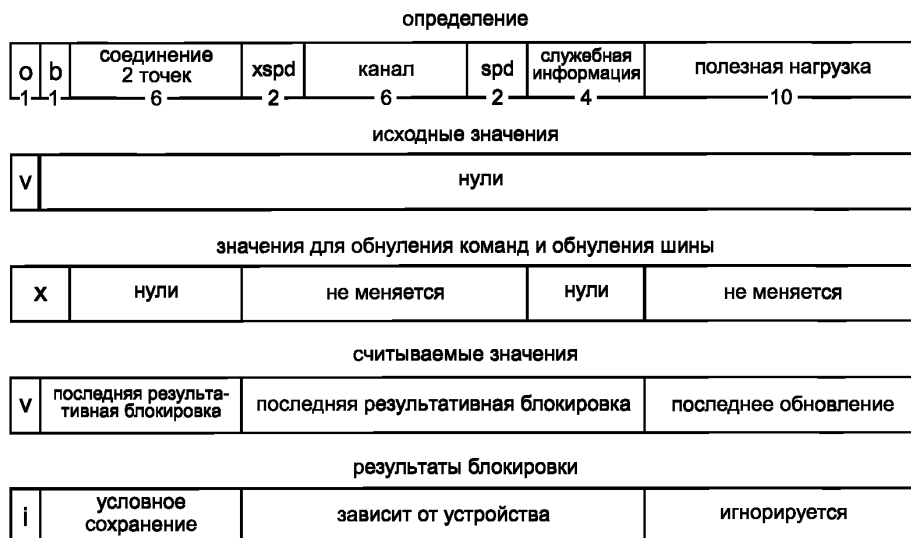 определение
o b соединение 2 точек xspd канал spd служебная информация полезная нагрузка
1 1 6 2 6 2 4 10
исходные значения
v нули
значения для обнуления команд и обнуления шины
x нули не меняется нули не меняется
считываемые значения
v последняя результа-
тивная блокировка последняя результативная блокировка последнее обновление
результаты блокировки
i условное
сохранение зависит от устройства игнорируется